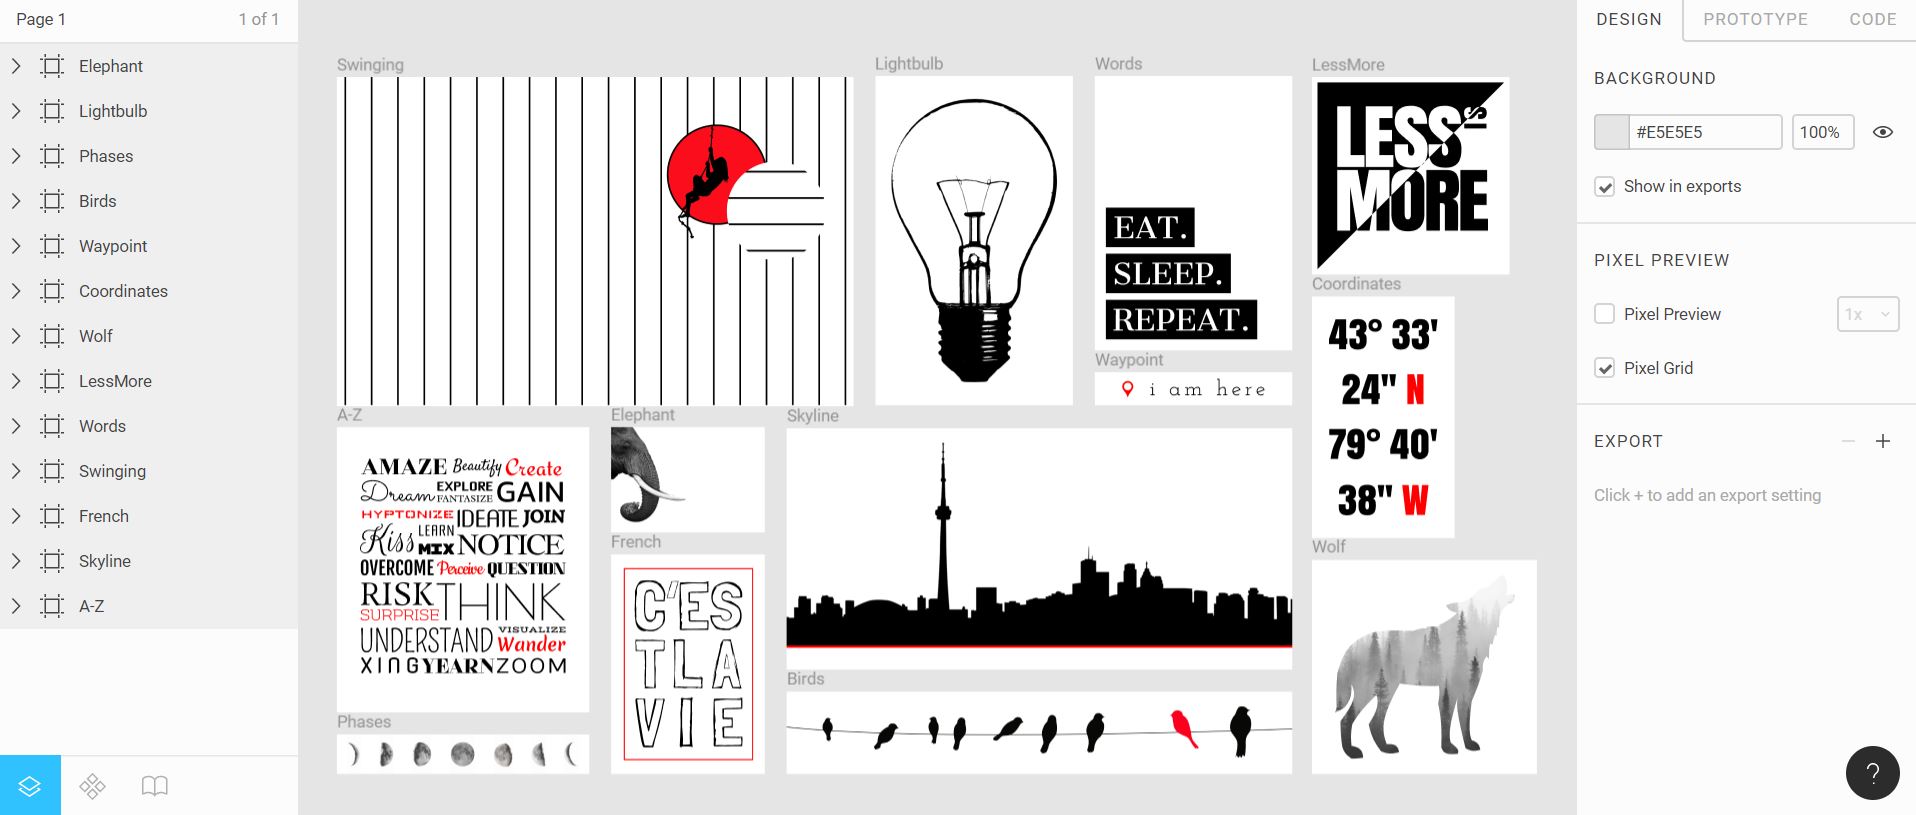 Page 1
1 of 1
Elephant
Lightbulb
Phases
Birds
Waypoint
Coordinates
Wolf
LessMore
Words
Swinging
French
Skyline
A-Z
Swinging
Lightbulb
Words
EAT.
SLEEP.
REPEAT.
Waypoint
i am here
LessMore
LESS IS
MORE
Coordinates
43° 33'
24" N
79° 40'
38" W
Wolf
A-Z
AMAZE Beautify Create
Dream EXPLORE FANTASIZE GAIN
HYPTONIZE IDEATE JOIN
Kiss LEARN MIX NOTICE
OVERCOME Perceive QUESTION
RISK THINK
SURPRISE
UNDERSTAND VISUALIZE Wander
XING YEARN ZOOM
Phases
Elephant
French
C'ES
T LA
VIE
Skyline
Birds
DESIGN PROTOTYPE CODE
BACKGROUND
#E5E5E5 100%
Show in exports
PIXEL PREVIEW
Pixel Preview 1x
Pixel Grid
EXPORT
Click + to add an export setting
?